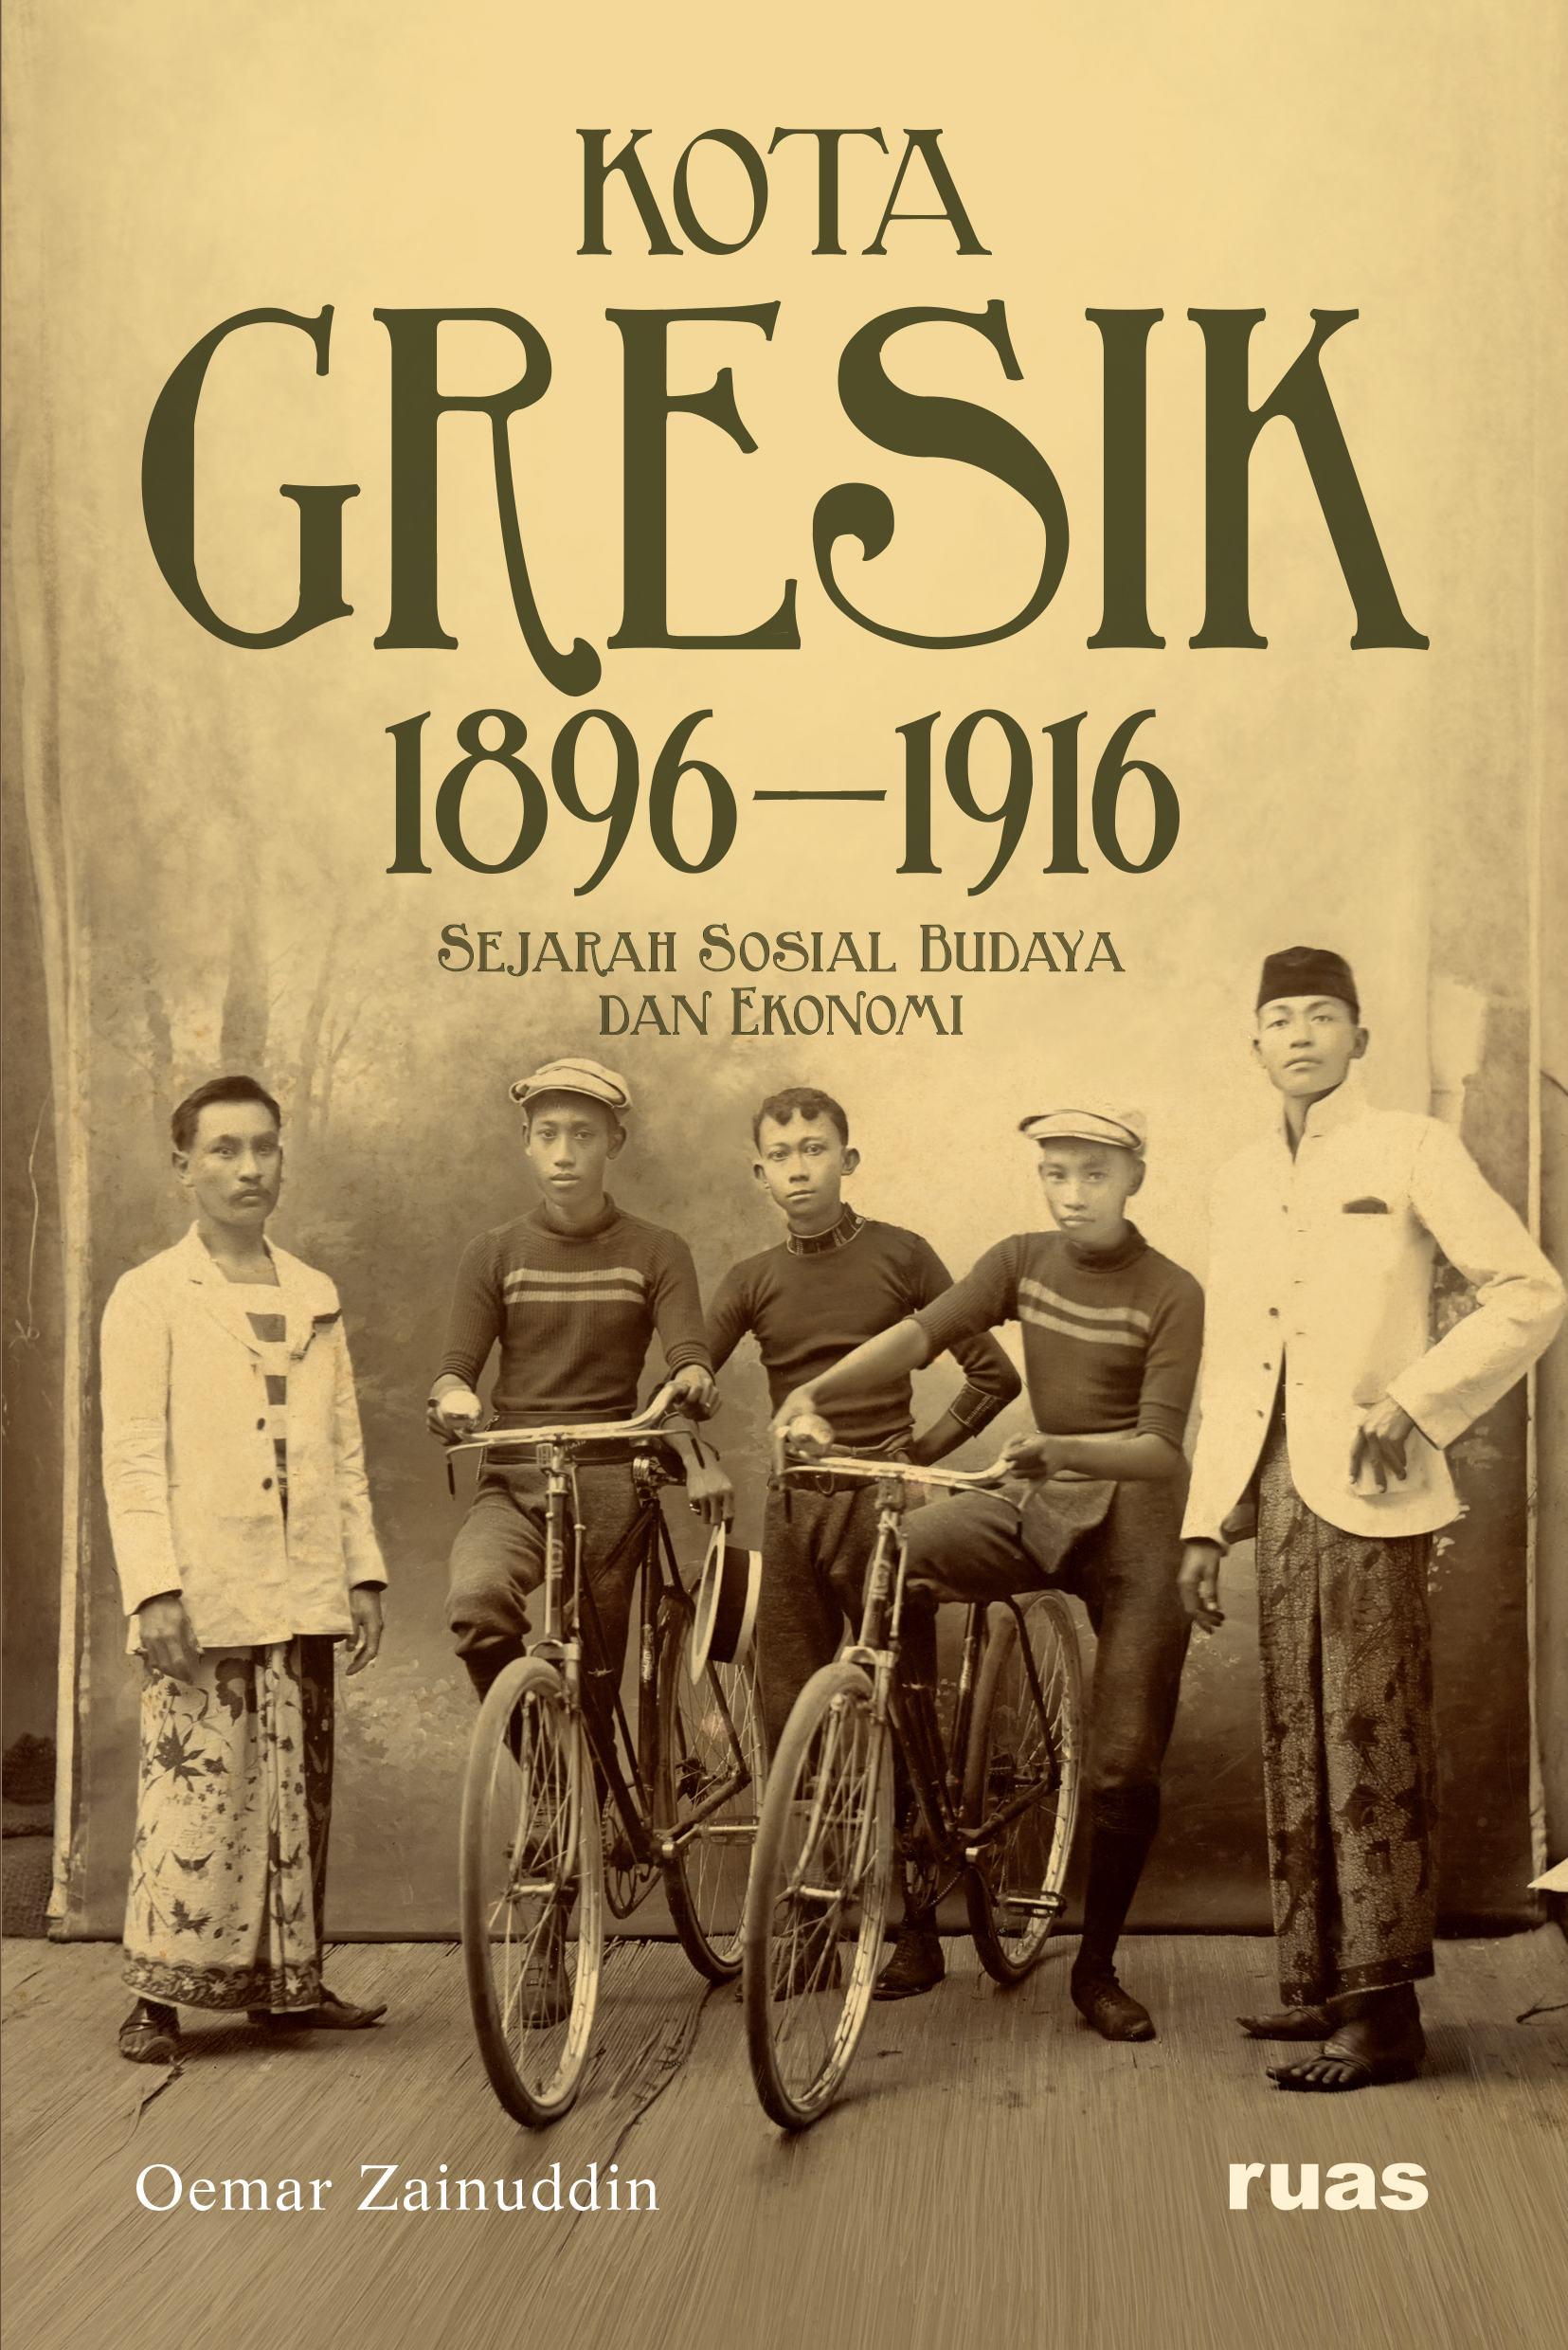 KOTA
GRESIK
1896—1916
SEJARAH SOSIAL BUDAYA
DAN EKONOMI
Oemar Zainuddin
ruas